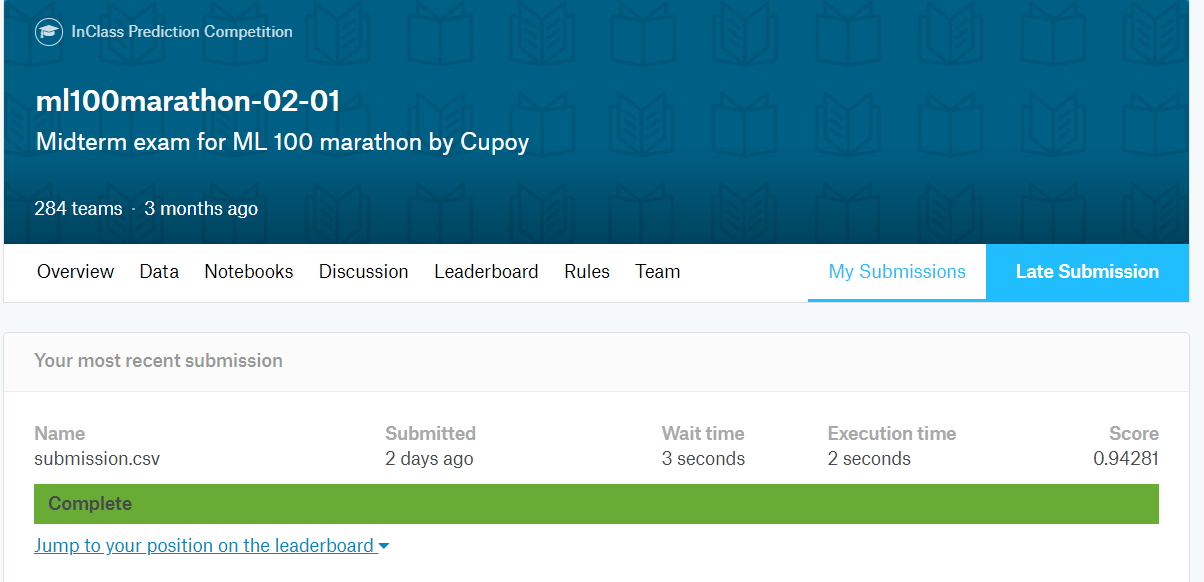 InClass Prediction Competition
ml100marathon-02-01
Midterm exam for ML 100 marathon by Cupoy
284 teams · 3 months ago
Overview Data Notebooks Discussion Leaderboard Rules Team My Submissions Late Submission
Your most recent submission
Name Submitted Wait time Execution time Score
submission.csv 2 days ago 3 seconds 2 seconds 0.94281
Complete
Jump to your position on the leaderboard